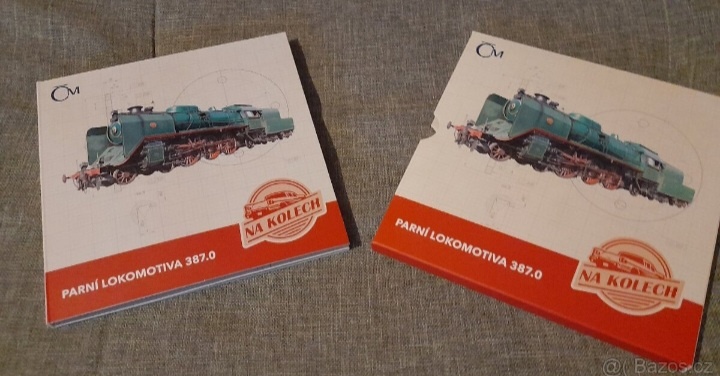 ČM
NA KOLECH
PARNÍ LOKOMOTIVA 387.0
ČM
PARNÍ LOKOMOTIVA 387.0
NA KOLECH
@ Bazos.cz